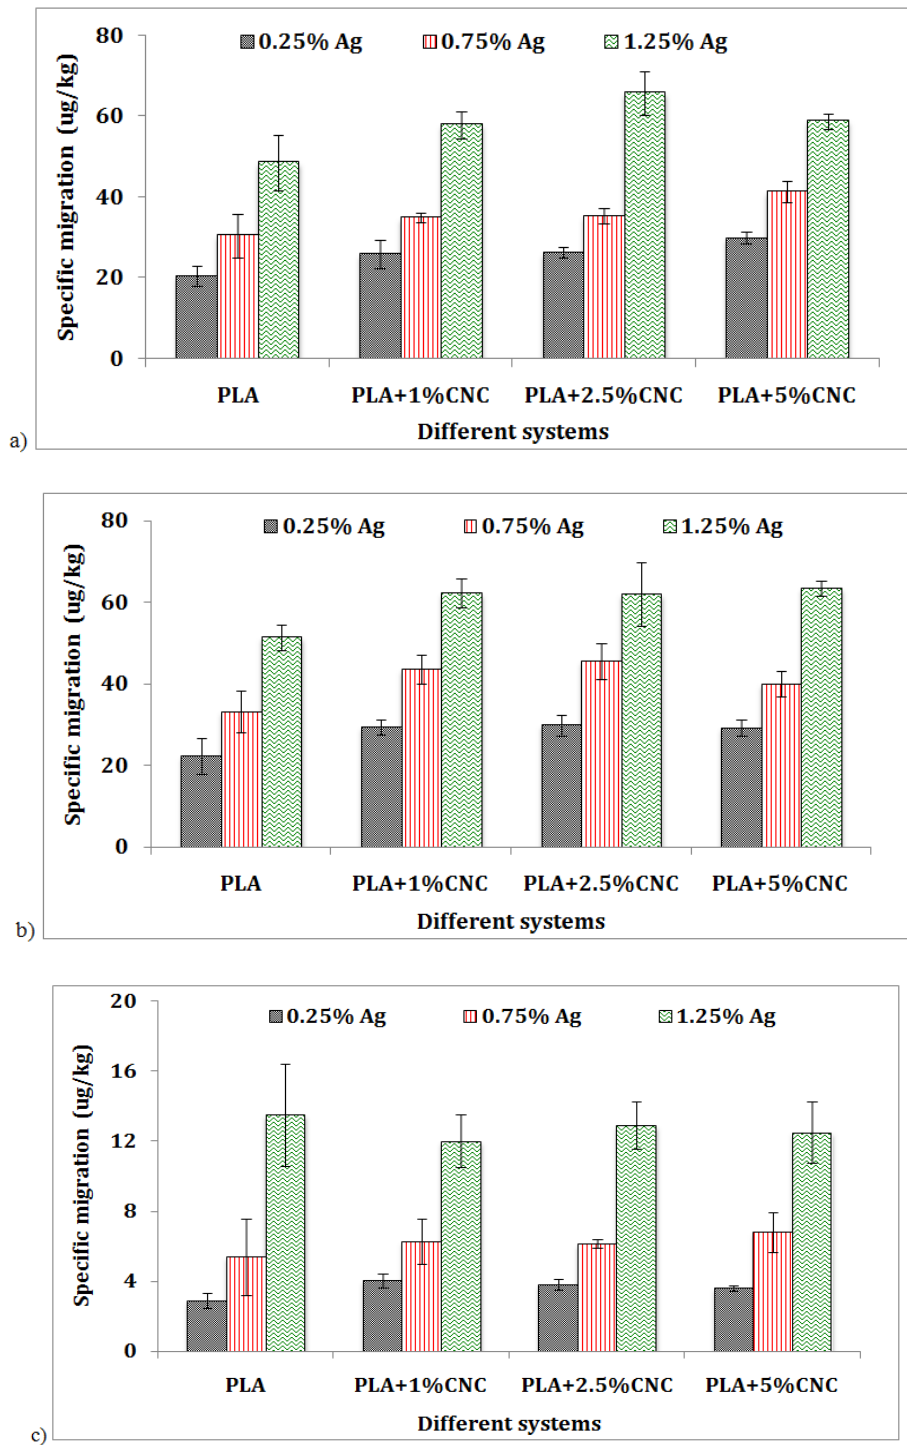 80
0.25% Ag 0.75% Ag 1.25% Ag
60
40
20
0
Specific migration (ug/kg)
PLA PLA+1%CNC PLA+2.5%CNC PLA+5%CNC
Different systems
a)
80
0.25% Ag 0.75% Ag 1.25% Ag
60
40
20
0
Specific migration (ug/kg)
PLA PLA+1%CNC PLA+2.5%CNC PLA+5%CNC
Different systems
b)
20
0.25% Ag 0.75% Ag 1.25% Ag
16
12
8
4
0
Specific migration (ug/kg)
PLA PLA+1%CNC PLA+2.5%CNC PLA+5%CNC
Different systems
c)